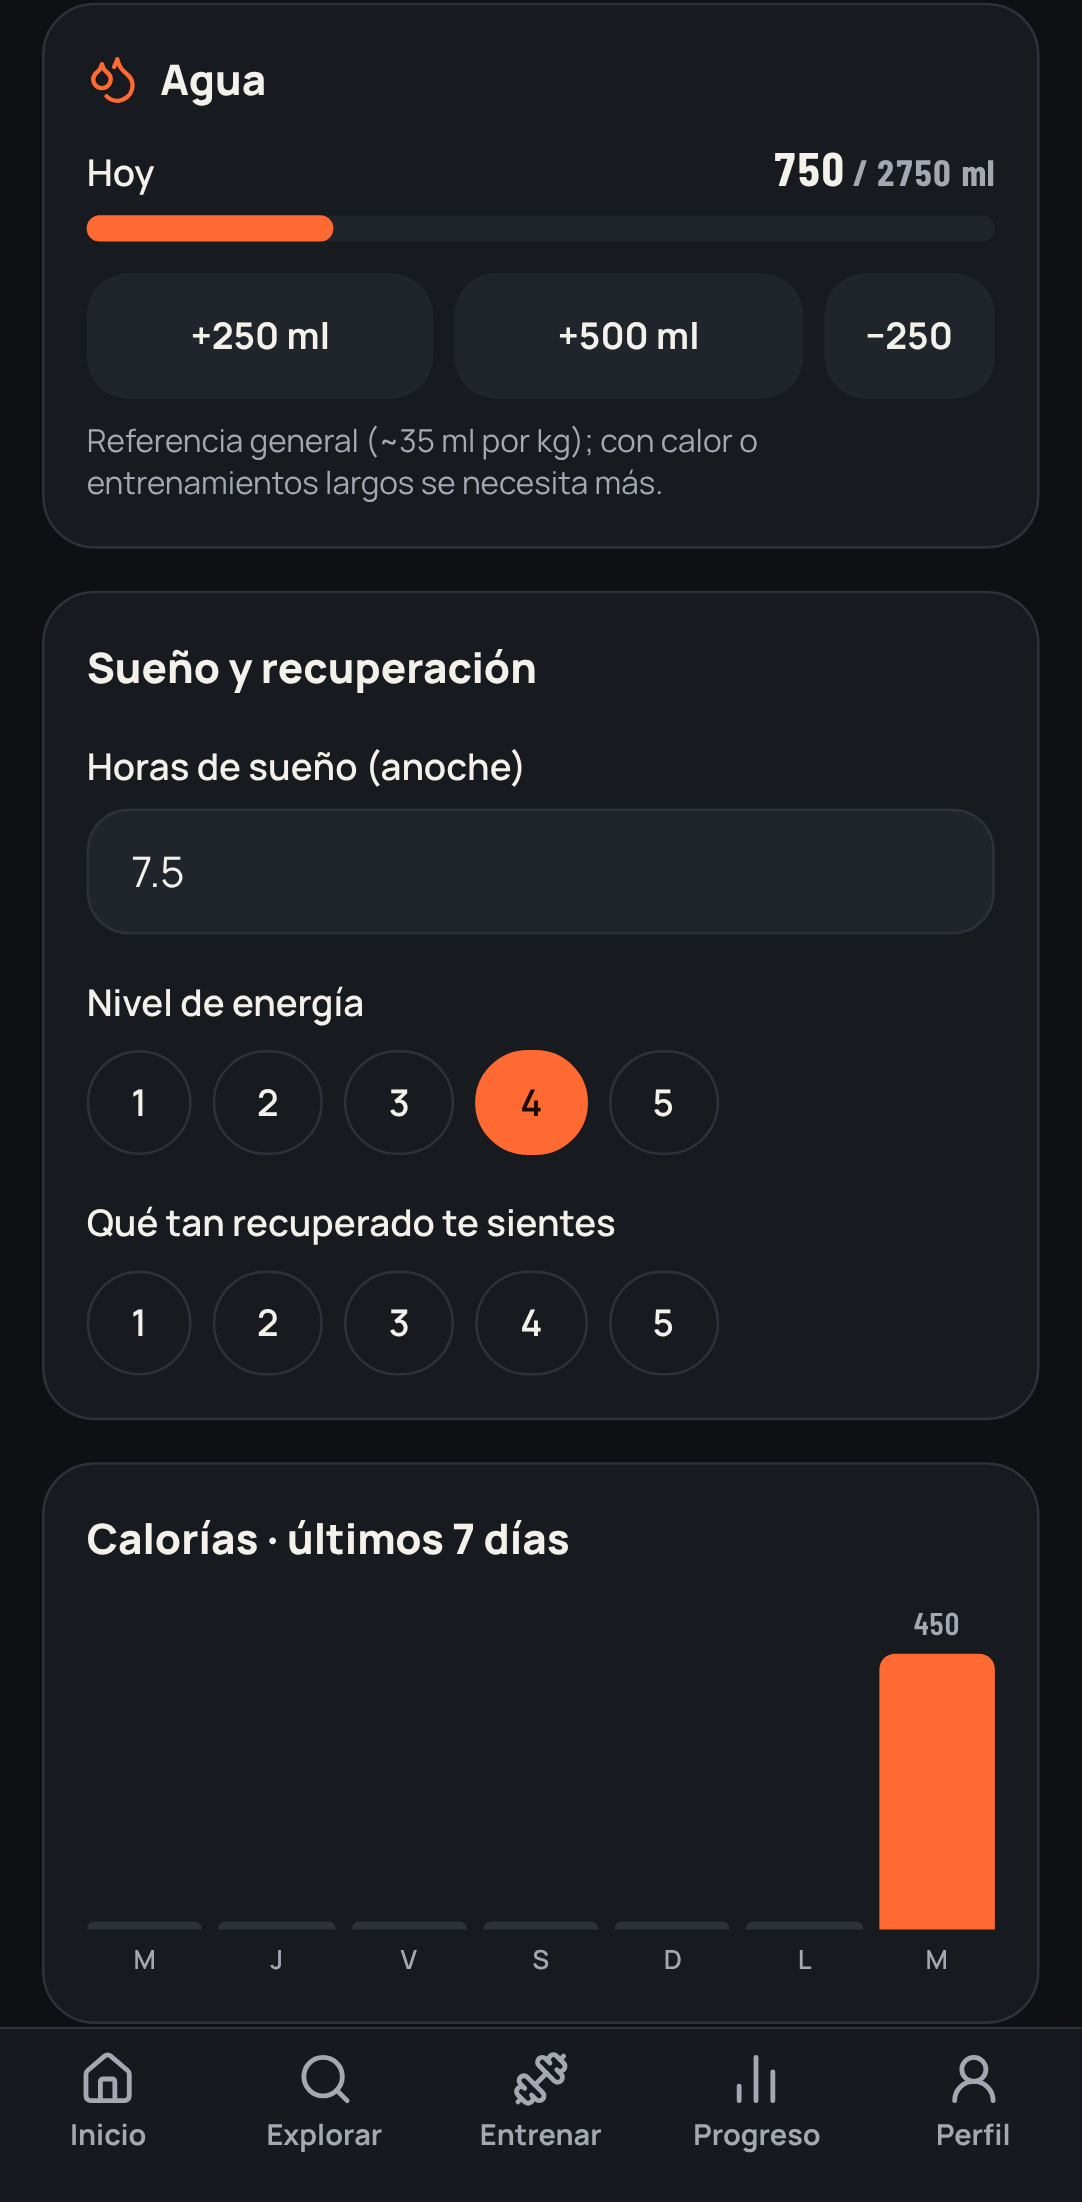 Agua
Hoy
750 / 2750 ml
+250 ml
+500 ml
−250
Referencia general (~35 ml por kg); con calor o
entrenamientos largos se necesita más.
Sueño y recuperación
Horas de sueño (anoche)
7.5
Nivel de energía
1 2 3 4 5
Qué tan recuperado te sientes
1 2 3 4 5
Calorías · últimos 7 días
450
M J V S D L M
Inicio Explorar Entrenar Progreso Perfil